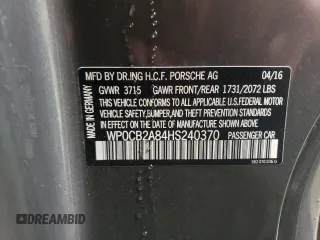 MFD BY DR.ING H.C.F. PORSCHE AG 04/16
GVWR 3715 GAWR FRONT/REAR 1731/2072 LBS
THIS VEHICLE CONFORMS TO ALL APPLICABLE
FEDERAL MOTOR VEHICLE
SAFETY,BUMPER,AND THEFT PREVENTION STANDARDS
IN EFFECT ON THE DATE OF MANUFACTURE SHOWN ABOVE.
WP0CB2A84HS240370 PASSENGER CAR
MADE IN GERMANY
autobidmaster